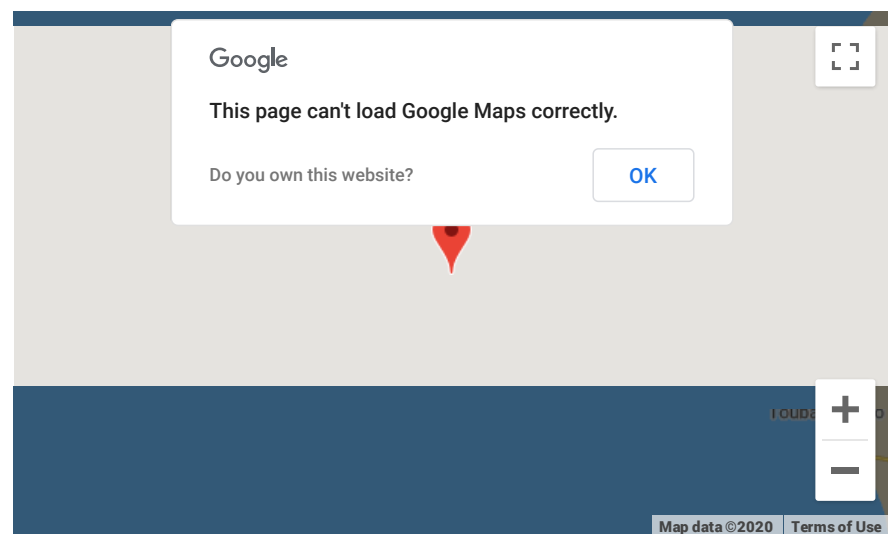 Google
This page can't load Google Maps correctly.
Do you own this website?
OK
Map data ©2020
Terms of Use